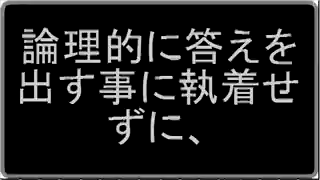 論理的に答えを
出す事に執着せ
ずに、